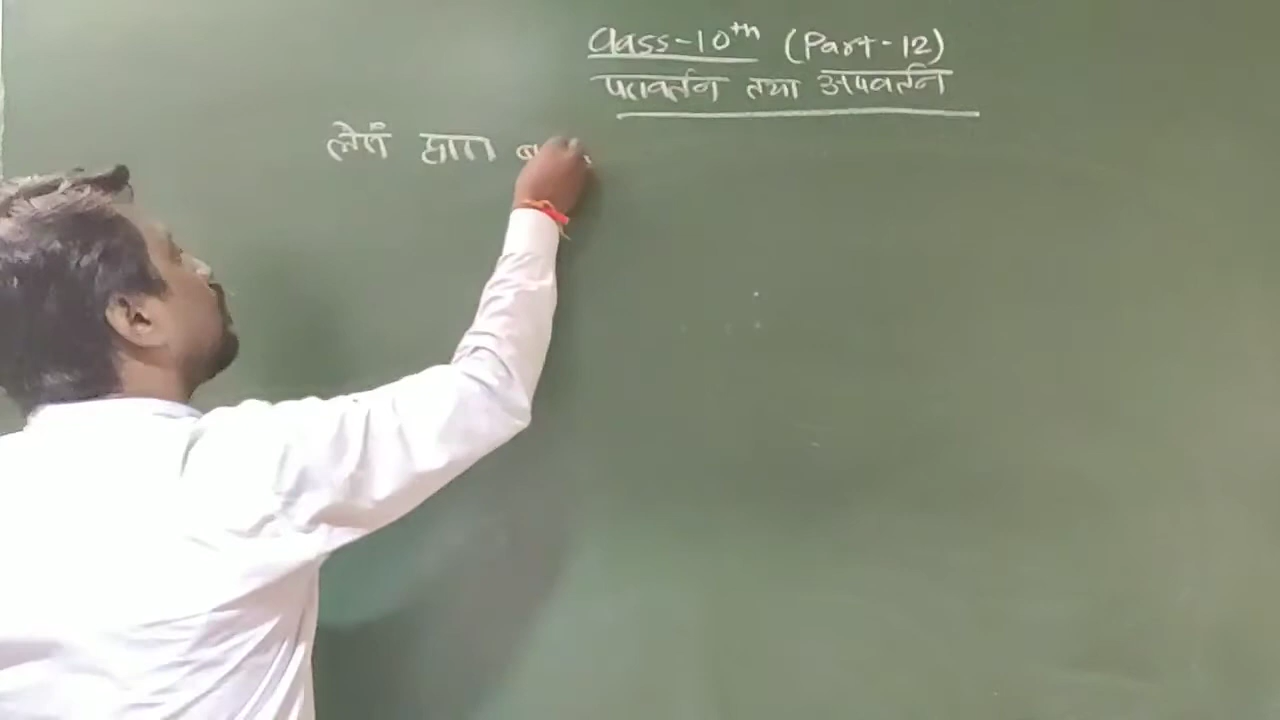 Class-10th (Part-12)
परावर्तन तथा अपवर्तन
लेंस द्वारा